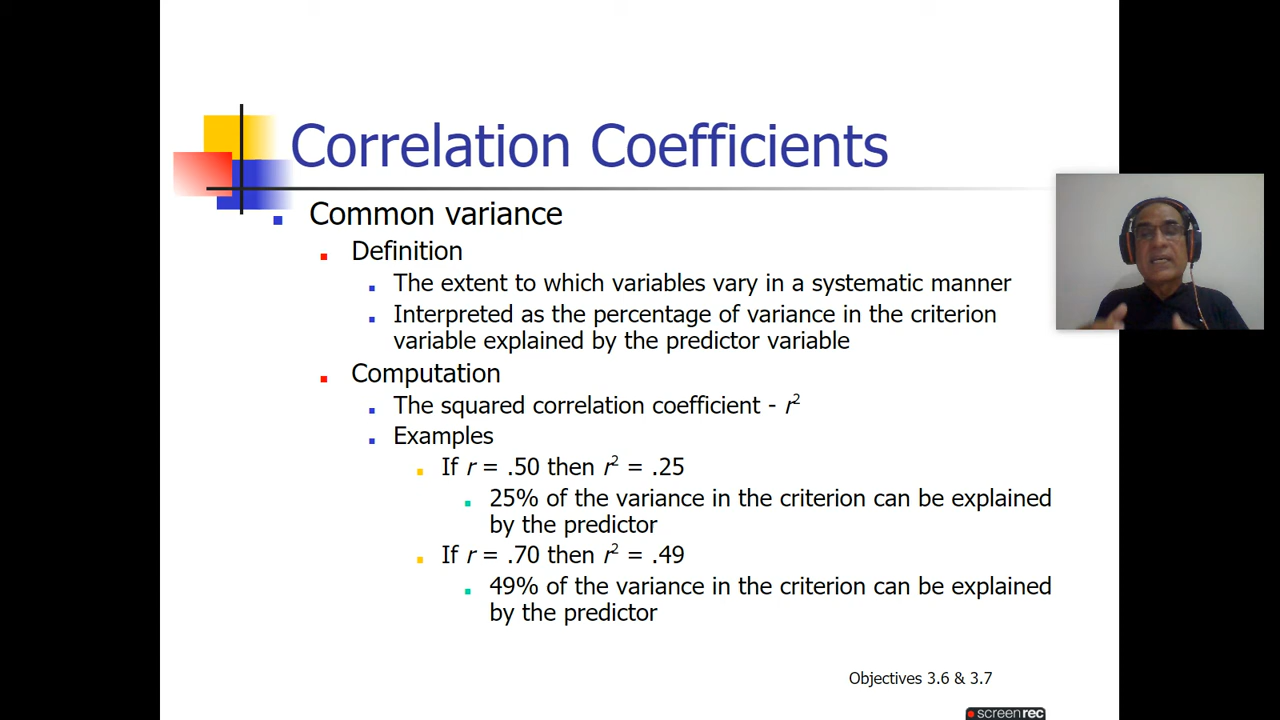 Correlation Coefficients
Common variance
Definition
The extent to which variables vary in a systematic manner
Interpreted as the percentage of variance in the criterion
variable explained by the predictor variable
Computation
The squared correlation coefficient - r²
Examples
If r = .50 then r² = .25
25% of the variance in the criterion can be explained
by the predictor
If r = .70 then r² = .49
49% of the variance in the criterion can be explained
by the predictor
Objectives 3.6 & 3.7
screenrec